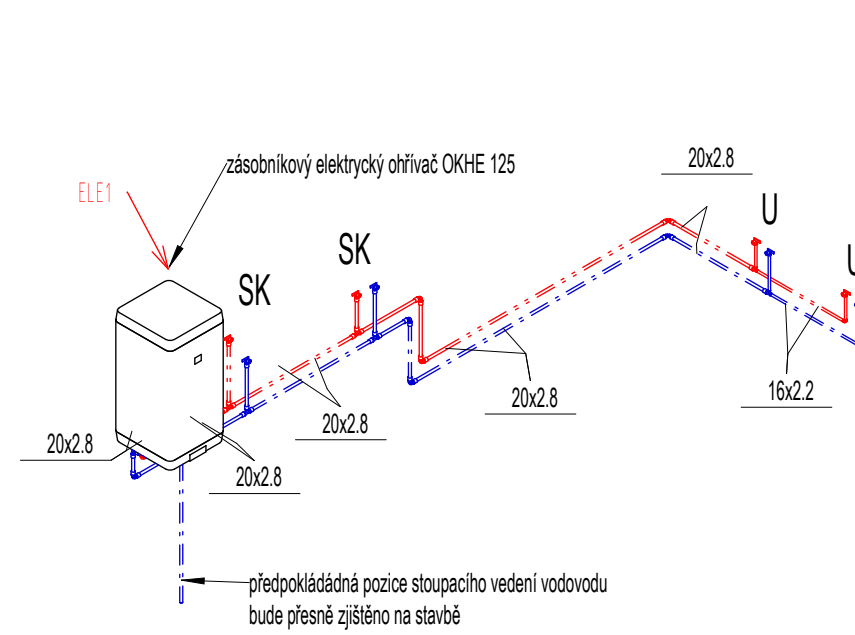 20x2.8
zásobníkový elektrycký ohřívač OKHE 125
ELE1
U
SK
U
SK
20x2.8
16x2.2
20x2.8
20x2.8
20x2.8
předpokládádná pozice stoupacího vedení vodovodu
bude přesně zjištěno na stavbě